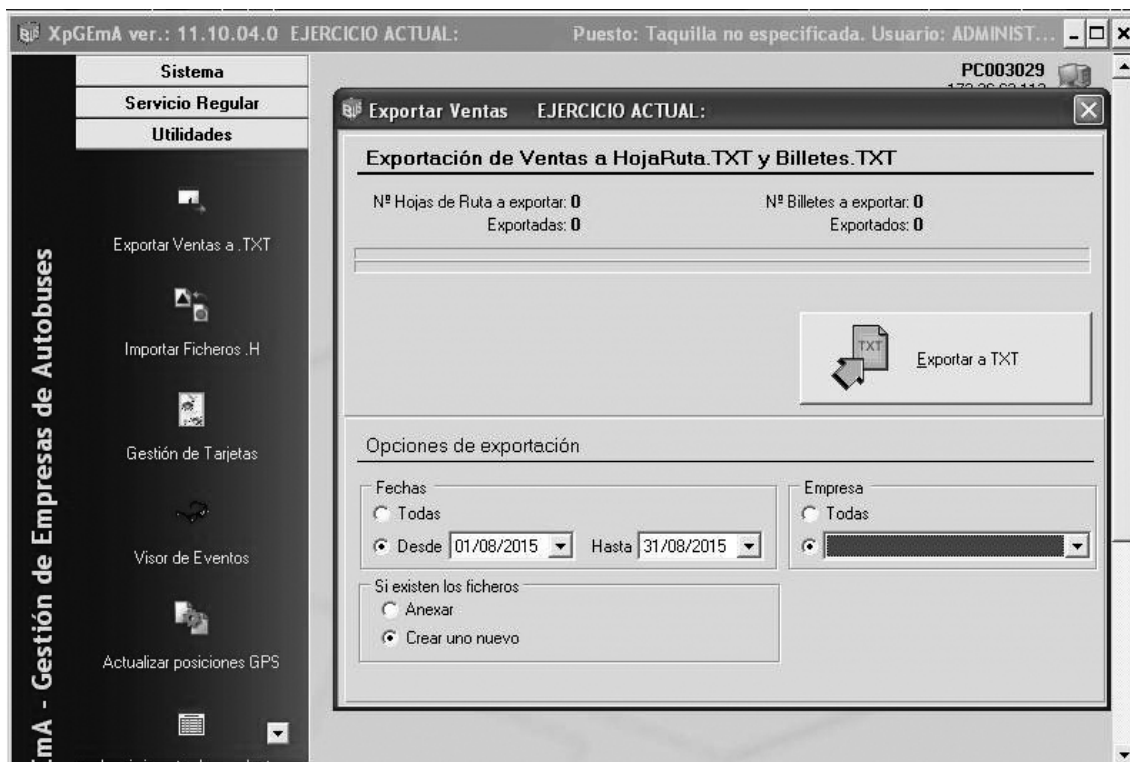 XpGEmA ver.: 11.10.04.0 EJERCICIO ACTUAL: Puesto: Taquilla no especificada. Usuario: ADMINIST...
Sistema
Servicio Regular
Utilidades
Exportar Ventas a .TXT
Importar Ficheros .H
Gestión de Tarjetas
Visor de Eventos
Actualizar posiciones GPS
EmA - Gestión de Empresas de Autobuses
PC003029
Exportar Ventas EJERCICIO ACTUAL:
Exportación de Ventas a HojaRuta.TXT y Billetes.TXT
Nº Hojas de Ruta a exportar: 0 Nº Billetes a exportar: 0
Exportadas: 0 Exportados: 0
TXT
Exportar a TXT
Opciones de exportación
Fechas
Todas
Desde 01/08/2015 Hasta 31/08/2015
Empresa
Todas
Si existen los ficheros
Anexar
Crear uno nuevo